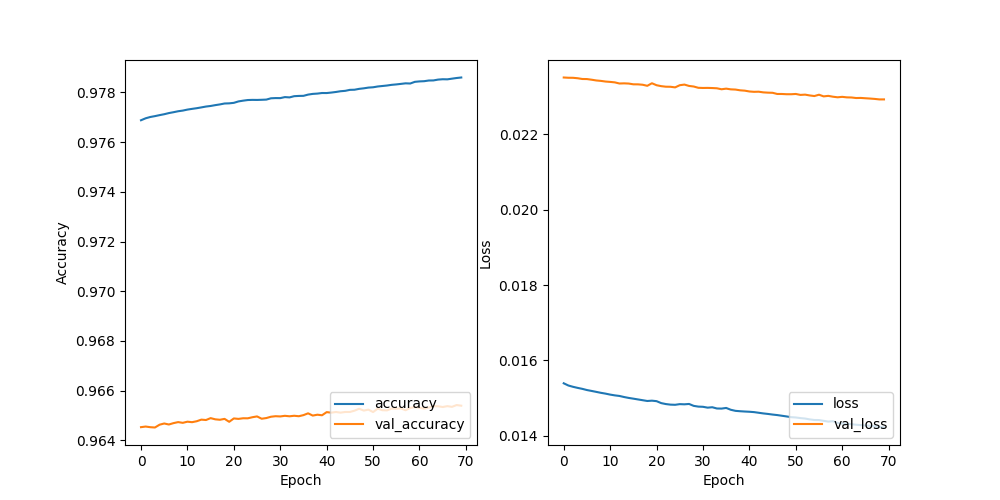 0.978
0.976
0.974
0.972
0.970
0.968
0.966
0.964
Accuracy
0 10 20 30 40 50 60 70
Epoch
accuracy
val_accuracy
0.022
0.020
0.018
0.016
0.014
Loss
0 10 20 30 40 50 60 70
Epoch
loss
val_loss